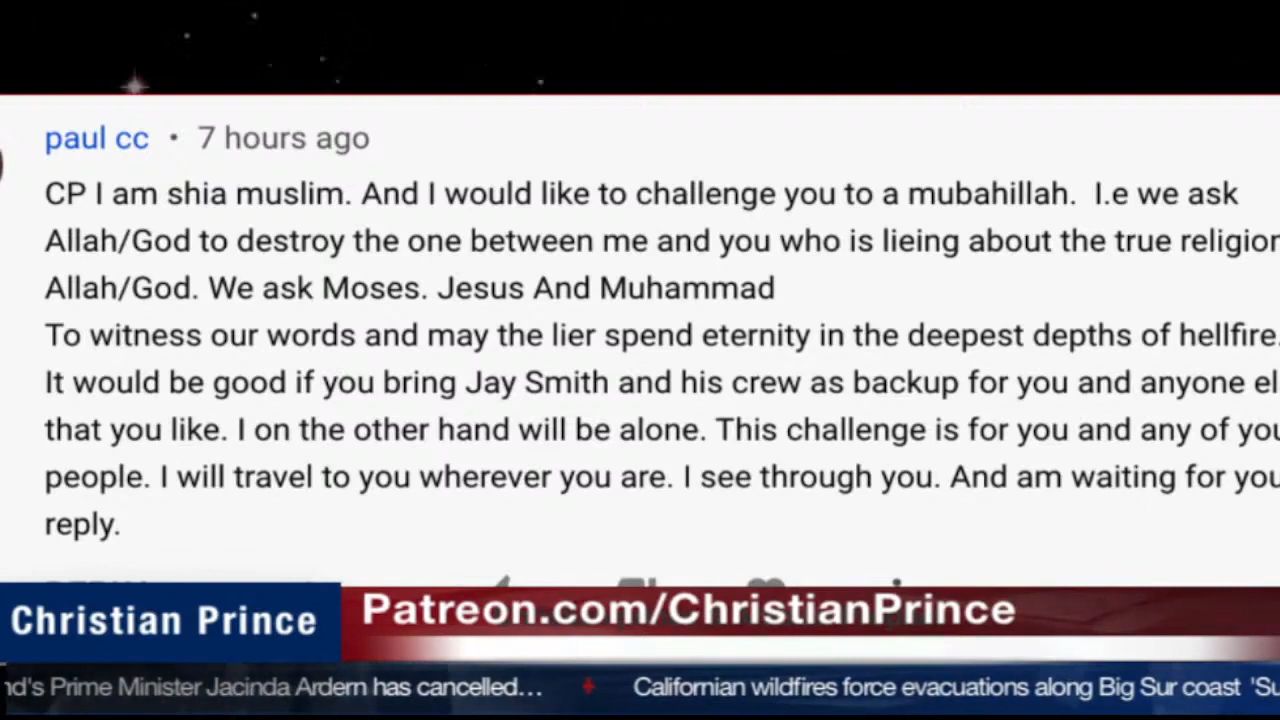 paul cc • 7 hours ago
CP I am shia muslim. And I would like to challenge you to a mubahillah. I.e we ask
Allah/God to destroy the one between me and you who is lieing about the true religion
Allah/God. We ask Moses. Jesus And Muhammad
To witness our words and may the lier spend eternity in the deepest depths of hellfire.
It would be good if you bring Jay Smith and his crew as backup for you and anyone el
that you like. I on the other hand will be alone. This challenge is for you and any of you
people. I will travel to you wherever you are. I see through you. And am waiting for you
reply.
Christian Prince
Patreon.com/ChristianPrince
nd's Prime Minister Jacinda Ardern has cancelled... Californian wildfires force evacuations along Big Sur coast 'Su